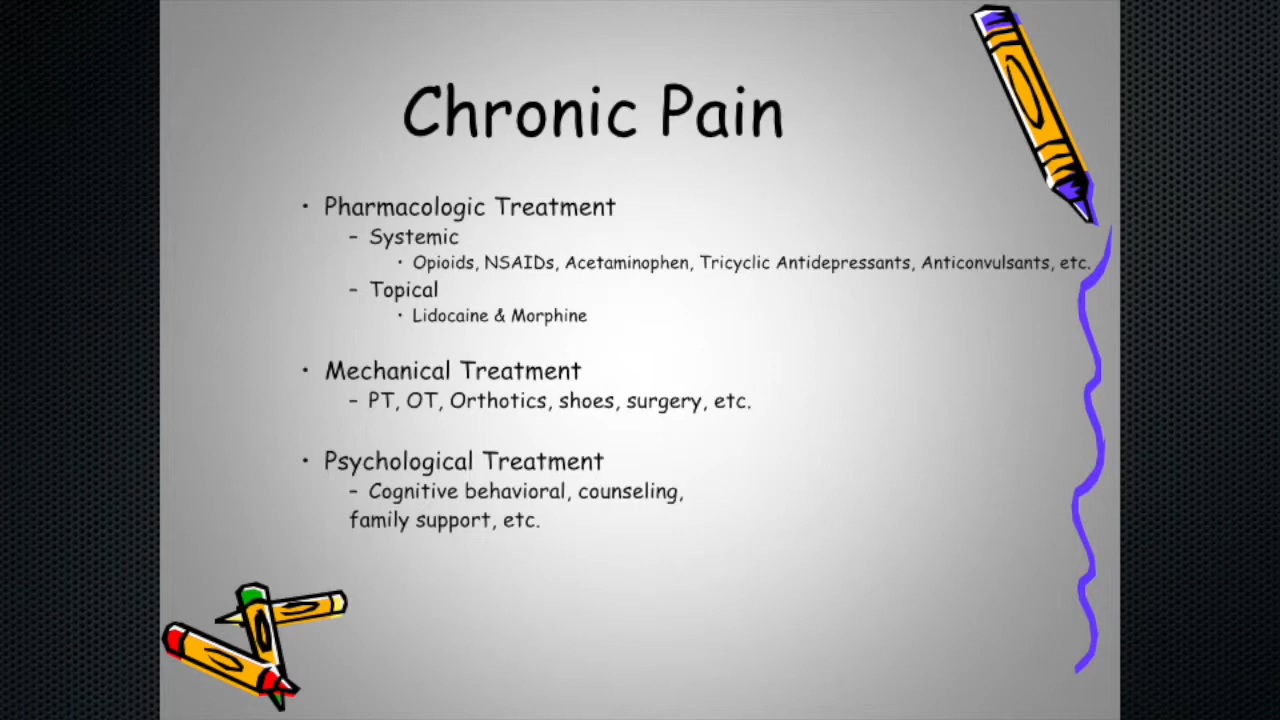 Chronic Pain
• Pharmacologic Treatment
– Systemic
• Opioids, NSAIDs, Acetaminophen, Tricyclic Antidepressants, Anticonvulsants, etc.
– Topical
• Lidocaine & Morphine
• Mechanical Treatment
– PT, OT, Orthotics, shoes, surgery, etc.
• Psychological Treatment
– Cognitive behavioral, counseling,
family support, etc.